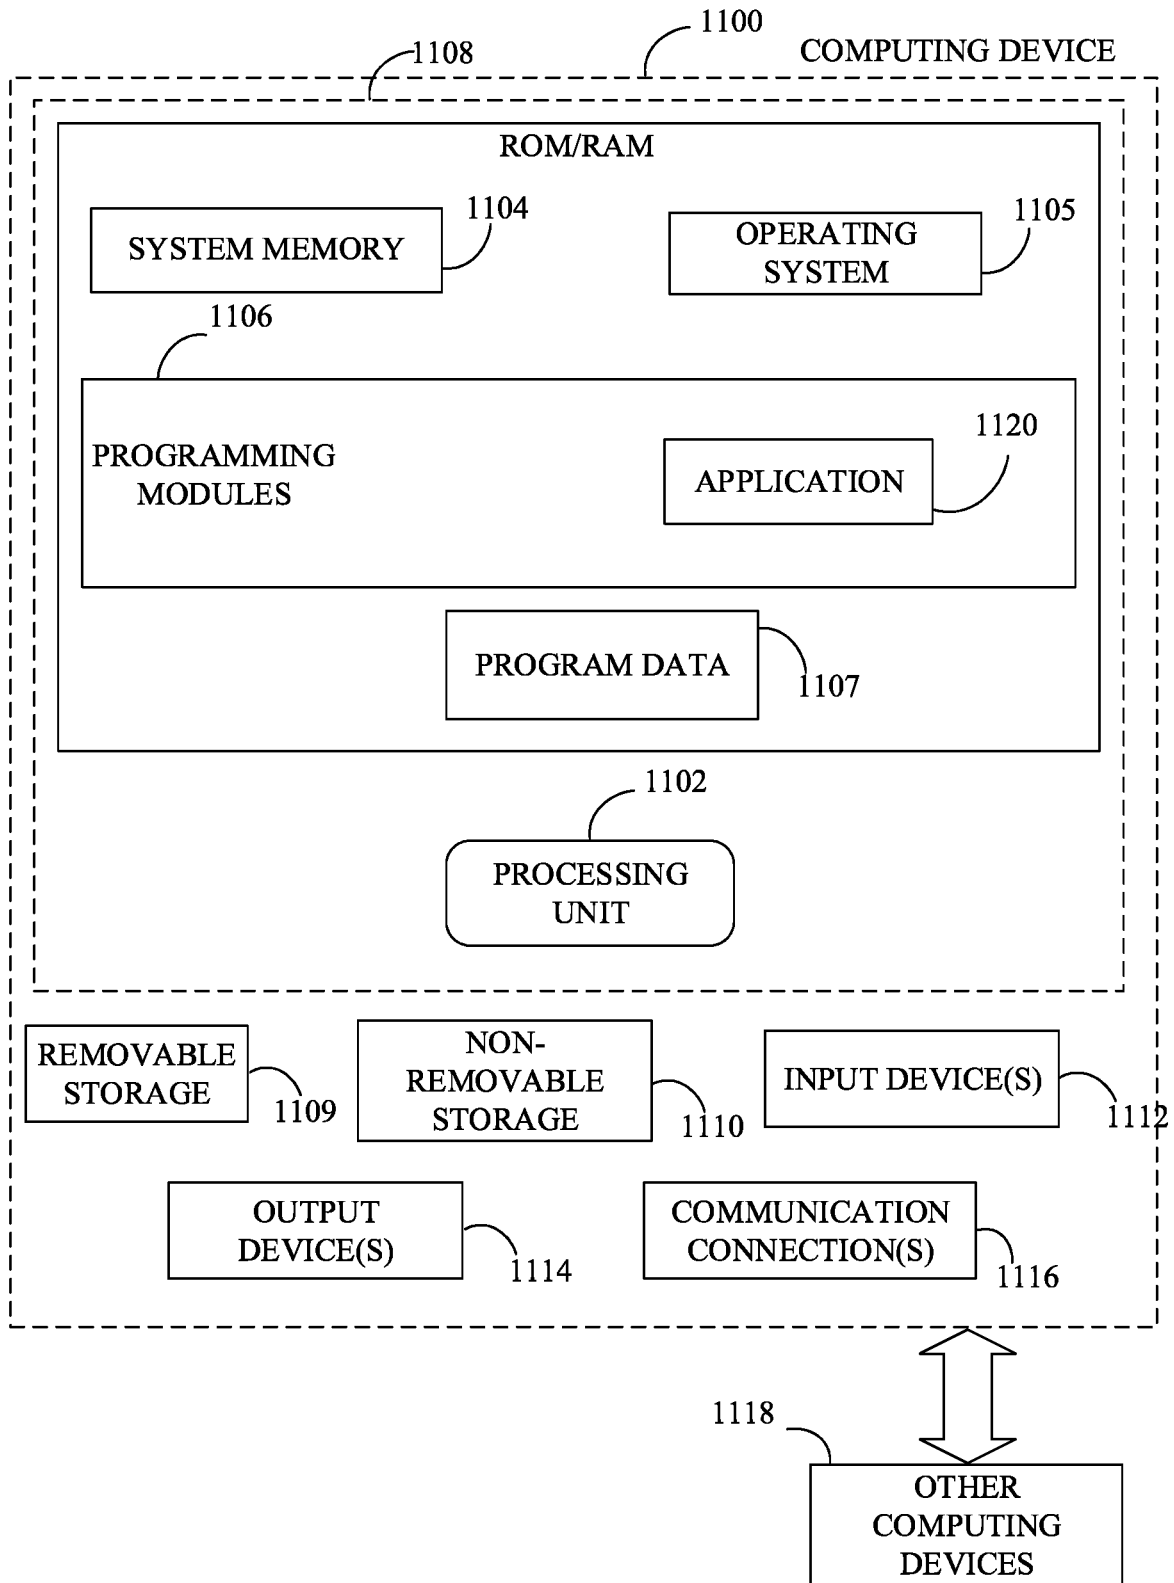 1100
1108
COMPUTING DEVICE
ROM/RAM
1104
1105
SYSTEM MEMORY
OPERATING
SYSTEM
1106
PROGRAMMING
MODULES
1120
APPLICATION
PROGRAM DATA
1107
1102
PROCESSING
UNIT
REMOVABLE
STORAGE
1109
NON-
REMOVABLE
STORAGE
1110
INPUT DEVICE(S)
1112
OUTPUT
DEVICE(S)
1114
COMMUNICATION
CONNECTION(S)
1116
1118
OTHER
COMPUTING
DEVICES